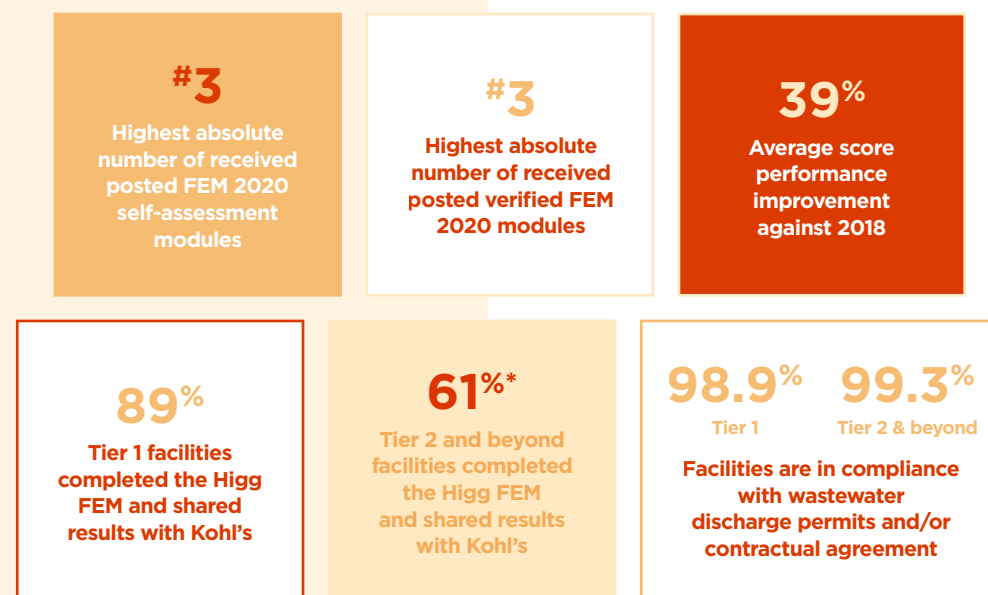 #3
Highest absolute
number of received
posted FEM 2020
self-assessment
modules
#3
Highest absolute
number of received
posted verified FEM
2020 modules
39%
Average score
performance
improvement
against 2018
89%
Tier 1 facilities
completed the Higg
FEM and shared
results with Kohl’s
61%*
Tier 2 and beyond
facilities completed
the Higg FEM
and shared results
with Kohl’s
98.9% 99.3%
Tier 1 Tier 2 & beyond
Facilities are in compliance
with wastewater
discharge permits and/or
contractual agreement